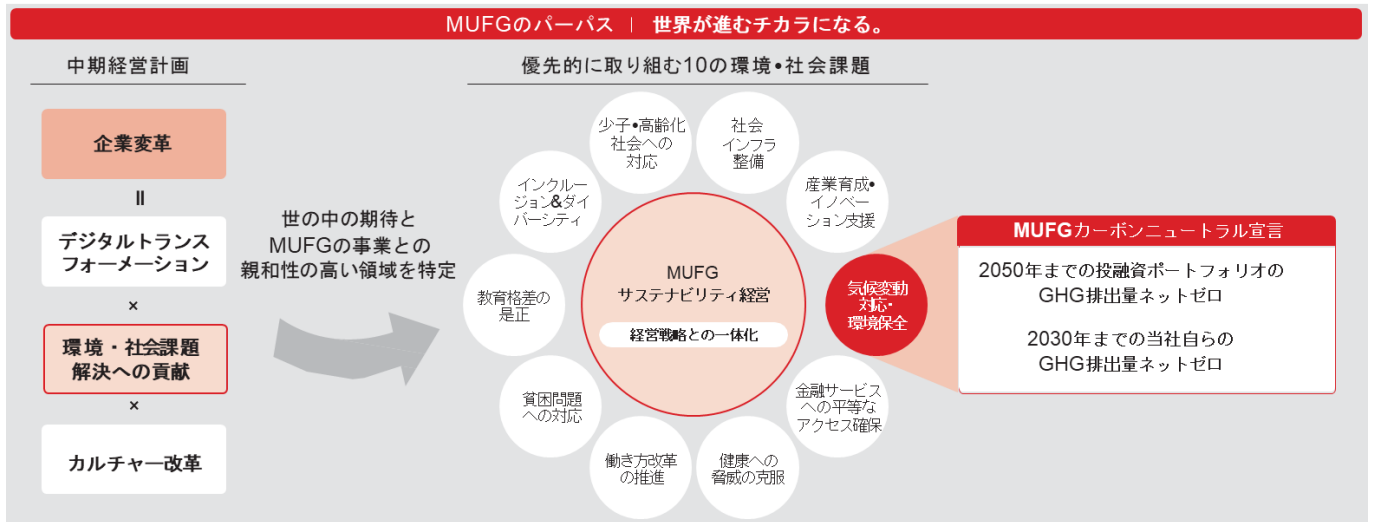 MUFGのパーパス | 世界が進むチカラになる。
中期経営計画
企業変革
=
デジタルトランス
フォーメーション
×
環境・社会課題
解決への貢献
×
カルチャー改革
世の中の期待と
MUFGの事業との
親和性の高い領域を特定
優先的に取り組む10の環境•社会課題
少子•高齢化
社会への
対応
社会
インフラ
整備
産業育成•
イノベー
ション支援
気候変動
対応・
環境保全
金融サービス
への平等な
アクセス確保
健康への
脅威の克服
働き方改革
の推進
貧困問題
への対応
教育格差の
是正
インクルー
ジョン&ダイ
バーシティ
MUFG
サステナビリティ経営
経営戦略との一体化
MUFGカーボンニュートラル宣言
2050年までの投融資ポートフォリオの
GHG排出量ネットゼロ
2030年までの当社自らの
GHG排出量ネットゼロ